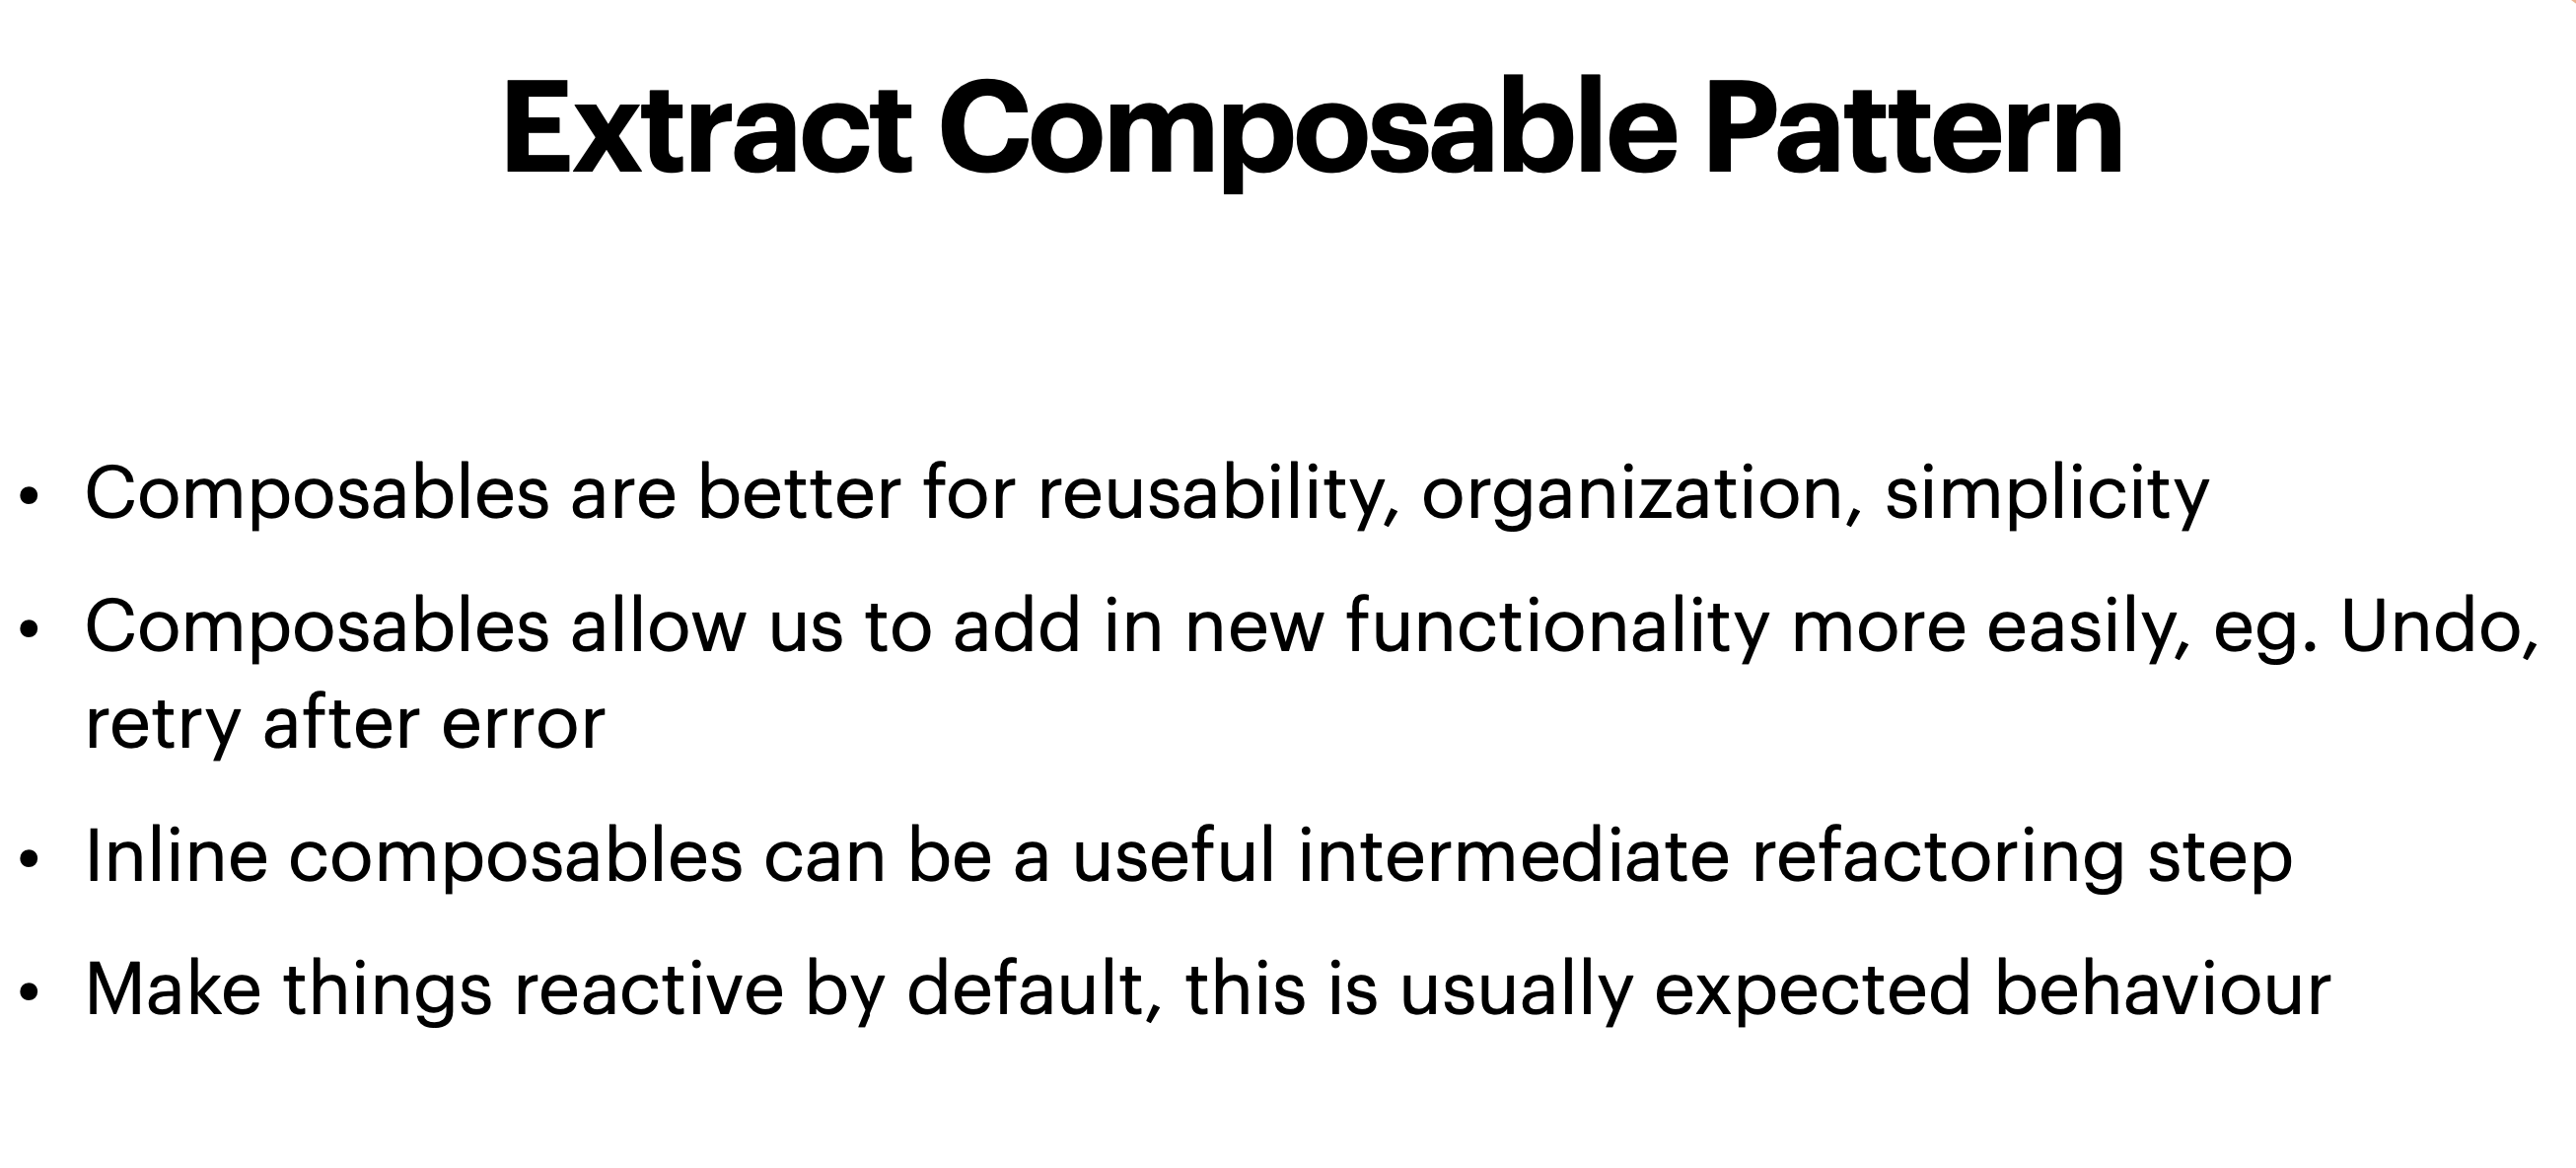 Extract Composable Pattern
• Composables are better for reusability, organization, simplicity
• Composables allow us to add in new functionality more easily, eg. Undo,
retry after error
• Inline composables can be a useful intermediate refactoring step
• Make things reactive by default, this is usually expected behaviour